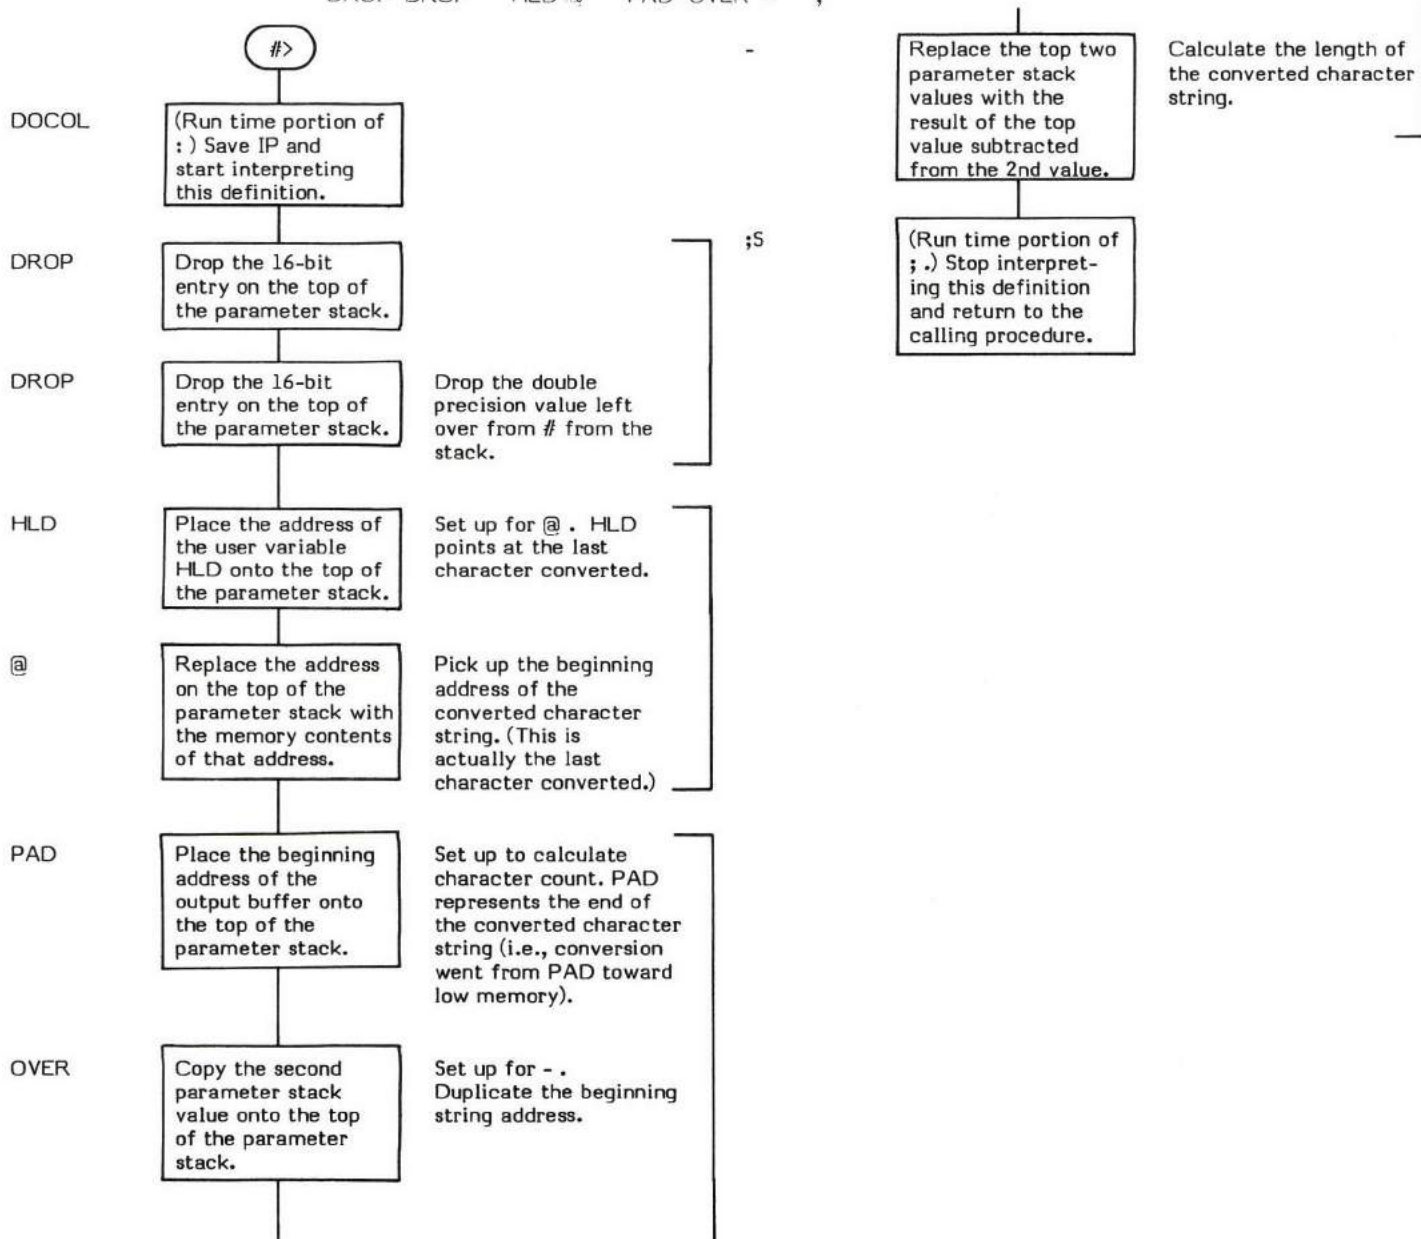 DROP DROP HLD @ PAD OVER - ;
#>
DOCOL
(Run time portion of
: ) Save IP and
start interpreting
this definition.
DROP
Drop the 16-bit
entry on the top of
the parameter stack.
DROP
Drop the 16-bit
entry on the top of
the parameter stack.
Drop the double
precision value left
over from # from the
stack.
HLD
Place the address of
the user variable
HLD onto the top of
the parameter stack.
Set up for @ . HLD
points at the last
character converted.
@
Replace the address
on the top of the
parameter stack with
the memory contents
of that address.
Pick up the beginning
address of the
converted character
string. (This is
actually the last
character converted.)
PAD
Place the beginning
address of the
output buffer onto
the top of the
parameter stack.
Set up to calculate
character count. PAD
represents the end of
the converted character
string (i.e., conversion
went from PAD toward
low memory).
OVER
Copy the second
parameter stack
value onto the top
of the parameter
stack.
Set up for - .
Duplicate the beginning
string address.
-
Replace the top two
parameter stack
values with the
result of the top
value subtracted
from the 2nd value.
Calculate the length of
the converted character
string.
;S
(Run time portion of
; .) Stop interpret-
ing this definition
and return to the
calling procedure.